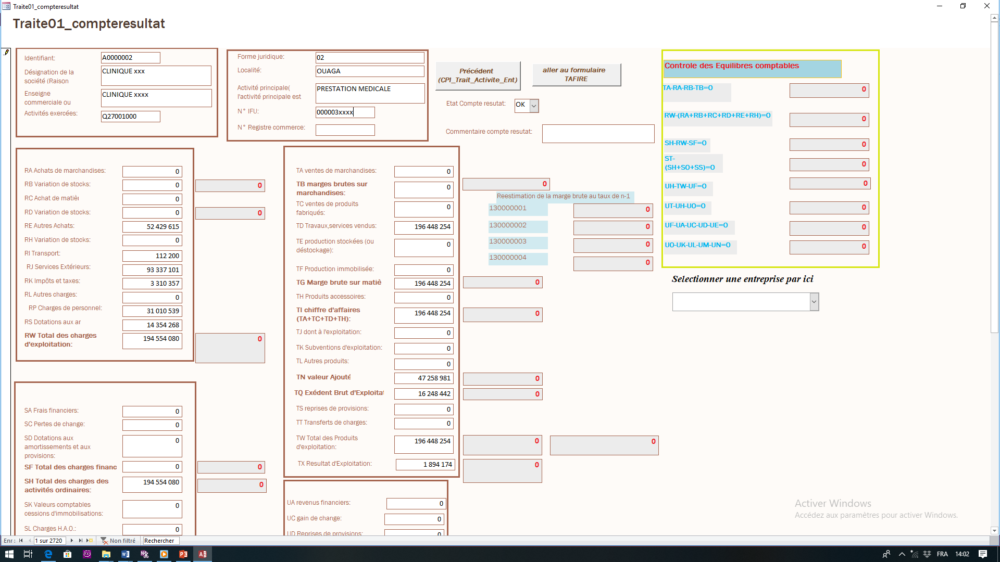 Traite01_compteresultat
Traite01_compteresultat
Identifiant:
A0000002
Désignation de la
société (Raison
CLINIQUE xxx
Enseigne
commerciale ou
CLINIQUE xxxx
Activités exercées:
Q27001000
Forme juridique:
02
Localité:
OUAGA
Activité principale(
l'activité principale est
PRESTATION MEDICALE
N° IFU:
000003xxxx
N° Registre commerce:
Précédent
(CPI_Trait_Activite_Ent)
aller au formulaire
TAFIRE
Etat Compte resutat:
OK
Commentaire compte resutat:
Controle des Equilibres comptables
TA-RA-RB-TB=0
0
RW-(RA+RB+RC+RD+RE+RH)=0
0
SH-RW-SF=0
0
ST-
(SH+SO+SS)=0
0
UH-TW-UF=0
0
UT-UH-UO=0
0
UF-UA-UC-UD-UE=0
0
UO-UK-UL-UM-UN=0
0
Selectionner une entreprise par ici
RA Achats de marchandises:
0
RB Variation de stocks:
0
0
RC Achat de matièr
0
RD Variation de stocks:
0
0
RE Autres Achats:
52 429 615
RH Variation de stocks:
0
RI Transport:
112 200
RJ Services Extérieurs:
93 337 101
RK Impôts et taxes:
3 310 357
RL Autres charges:
0
RP Charges de personnel:
31 010 539
RS Dotations aux ar
14 354 268
RW Total des charges
d'exploitation:
194 554 080
0
TA ventes de marchandises:
0
TB marges brutes sur
marchandises:
0
0
Reestimation de la marge brute au taux de n-1
TC ventes de produits
fabriqués:
0
130000001
0
TD Travaux,services vendus:
196 448 254
130000002
0
TE production stockées (ou
déstockage):
0
130000003
0
130000004
0
TF Production immobilisée:
0
TG Marge brute sur matiè
196 448 254
0
TH Produits accessoires:
0
TI chiffre d'affaires
(TA+TC+TD+TH):
196 448 254
0
TJ dont à l'exploitation:
0
TK Subventions d'exploitation:
0
TL Autres produits:
0
TN valeur Ajouté
47 258 981
0
TQ Exédent Brut d'Exploitat
16 248 442
0
TS reprises de provisions:
0
TT Transferts de charges:
0
TW Total des Produits
d'exploitation:
196 448 254
0
0
TX Resultat d'Exploitation:
1 894 174
0
SA Frais financiers:
0
SC Pertes de change:
0
SD Dotations aux
amortissements et aux
provisions:
0
SF Total des charges financ
0
0
SH Total des charges des
activités ordinaires:
194 554 080
0
SK Valeurs comptables
cessions d'immobilisations:
0
SL Charges H.A.O.:
0
UA revenus financiers:
0
UC gain de change:
0
UD Reprises de provisions:
0
Activer Windows
Accédez aux paramètres pour activer Windows.
Enr : 1 sur 2720 Non filtré Rechercher
FRA 14:02